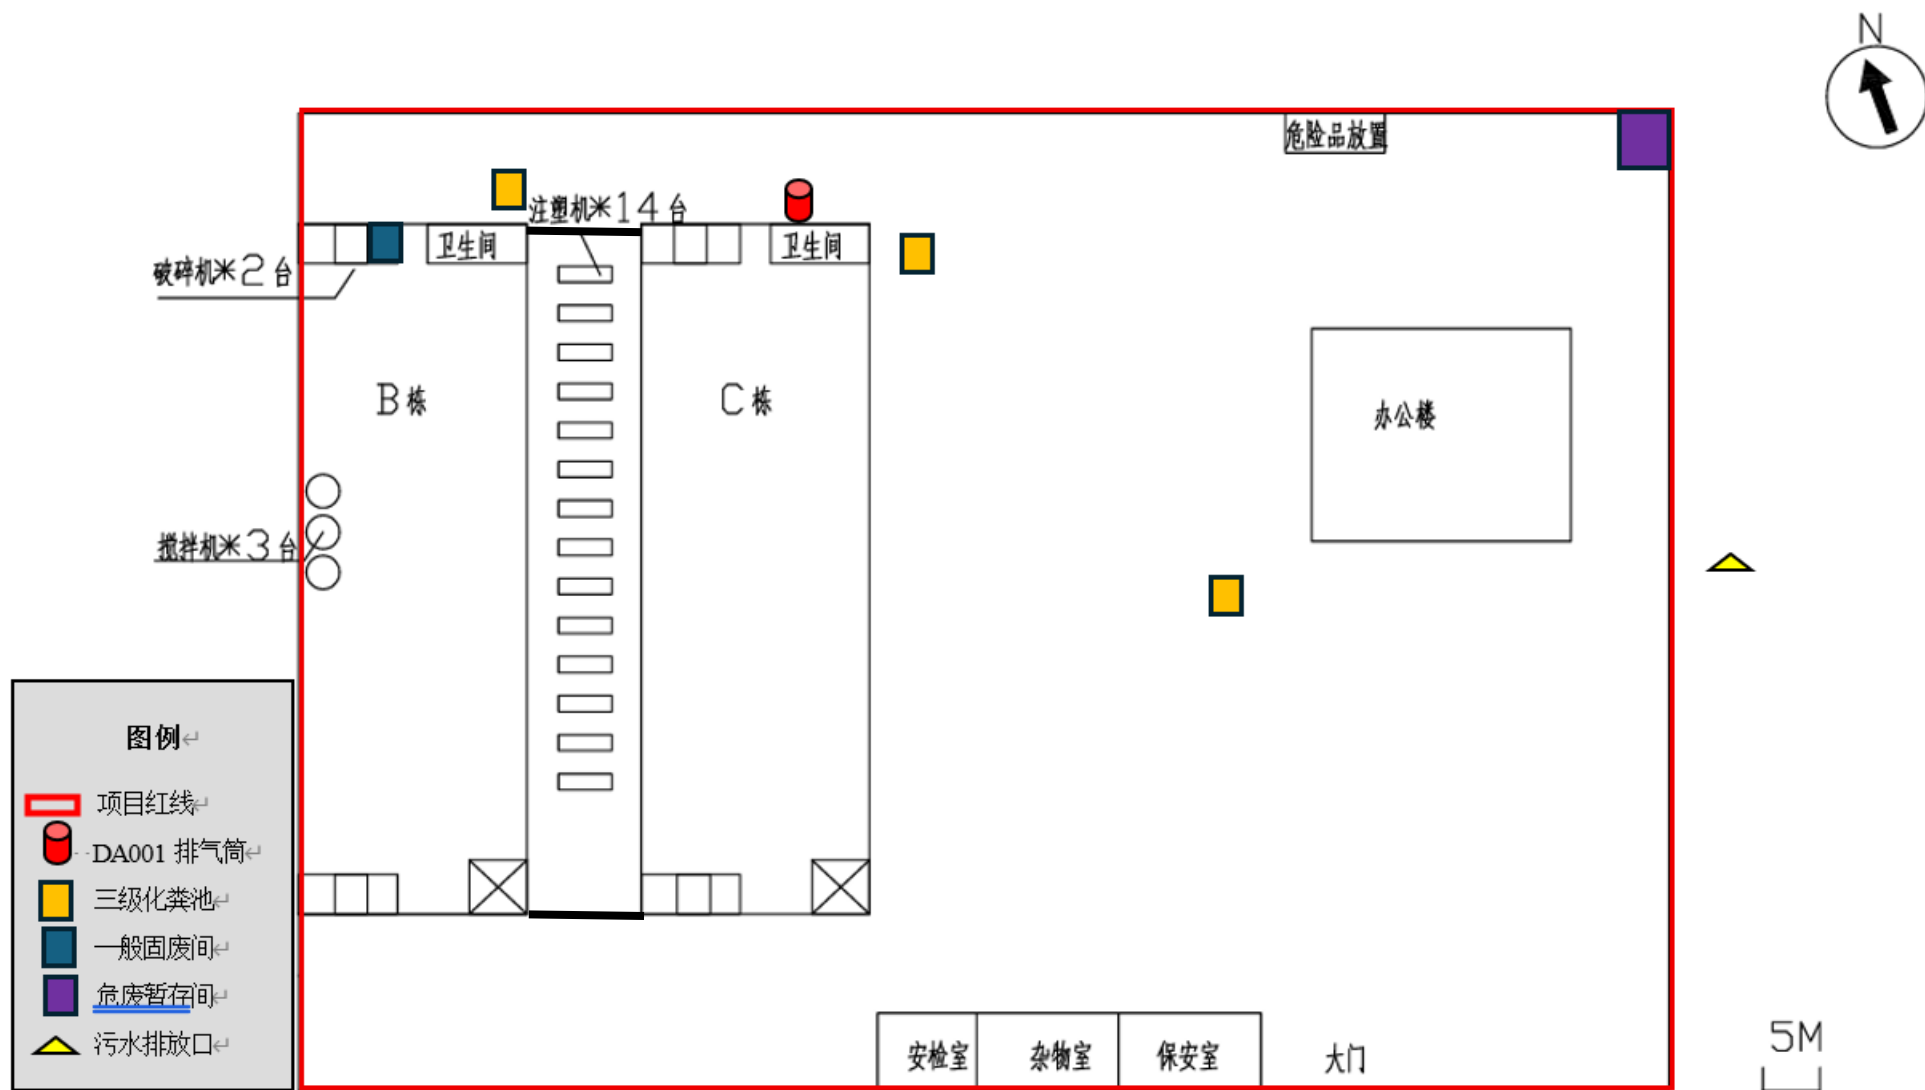 N
危险品放置
注塑机*14台
卫生间
卫生间
破碎机*2台
B栋
C栋
办公楼
搅拌机*3台
图例↵
项目红线↵
DA001 排气筒↵
三级化粪池↵
一般固废间↵
危废暂存间↵
污水排放口↵
安检室
杂物室
保安室
大门
5M